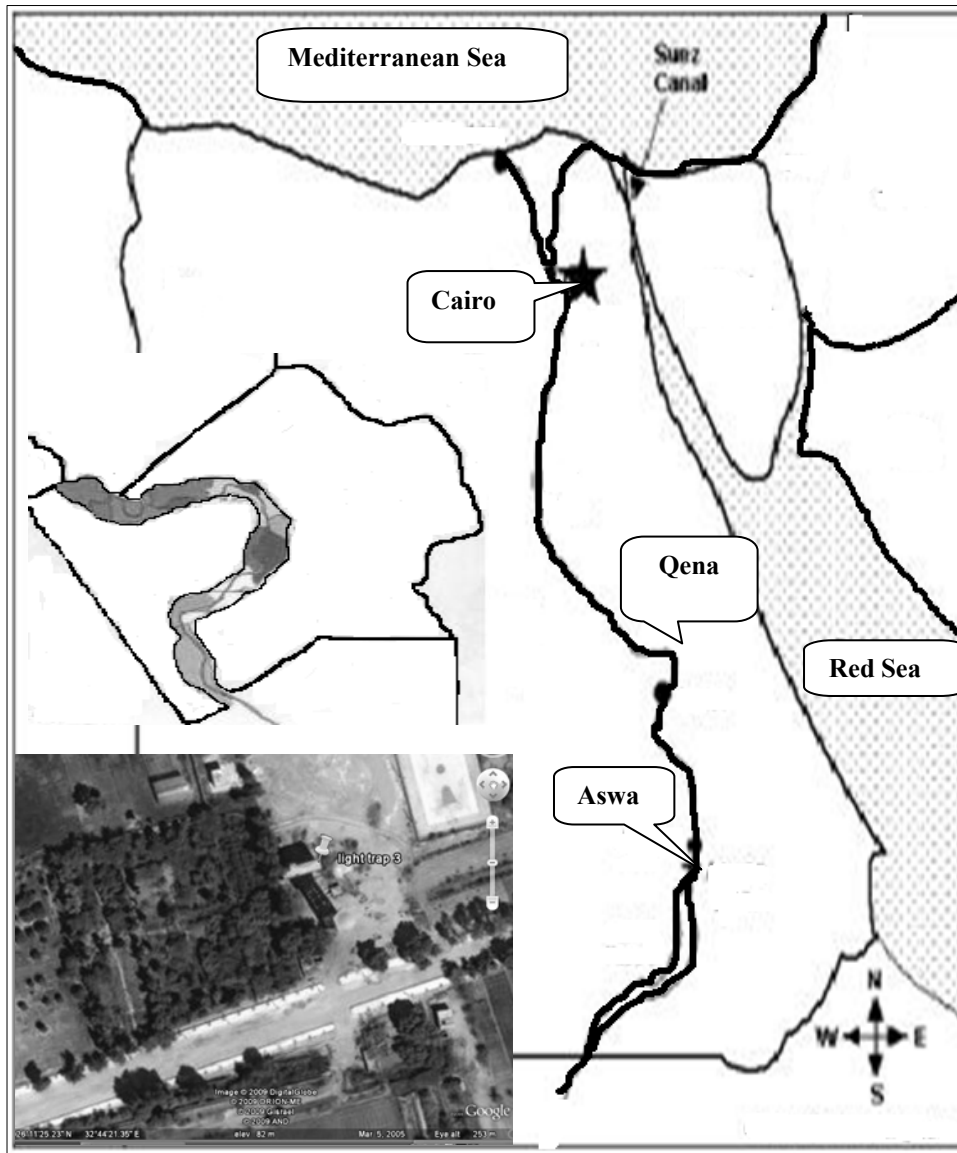 Mediterranean Sea
Suez
Canal
Cairo
Qena
Red Sea
Aswa
light trap 3
N
W E
S
Image © 2009 DigitalGlobe
© 2009 ORION-ME
© 2009 Gisrael
© 2009 AND
Google
26°11'25.23" N 32°44'21.35" E elev 82 m Mar. 5, 2005 Eye alt 253 m